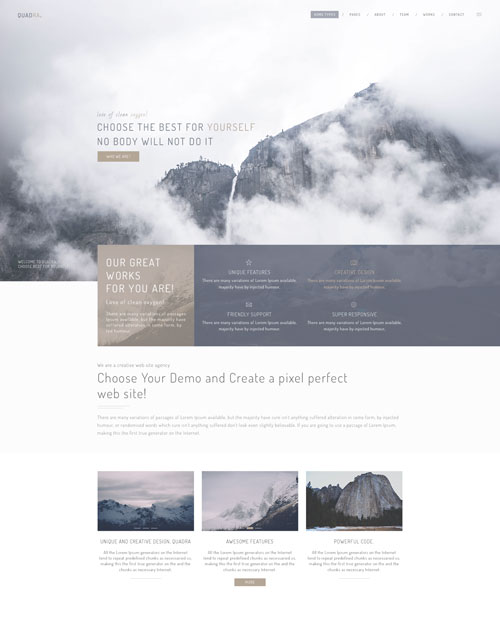 QUADRA.
HOME TYPES / PAGES / ABOUT / TEAM / WORKS / CONTACT
love of clean oxygen!
CHOOSE THE BEST FOR YOURSELF
NO BODY WILL NOT DO IT
WHO WE ARE?
WELCOME TO QUADRA
CHOOSE BEST FOR YOURSELF
OUR GREAT
WORKS
FOR YOU ARE!
Love of clean oxygen!
There are many variations of passages
Ipsum available, but the majority have
suffered alteration in some form, by
ted humour.
UNIQUE FEATURES
There are many variations of Lorem Ipsum available,
majority have by injected humour.
CREATIVE DESIGN
There are many variations of Lorem Ipsum available,
majority have by injected humour.
FRIENDLY SUPPORT
There are many variations of Lorem Ipsum available,
majority have by injected humour.
SUPER RESPONSIVE
There are many variations of Lorem Ipsum available,
majority have by injected humour.
We are a creative web site agency
Choose Your Demo and Create a pixel perfect
web site!
There are many variations of passages of Lorem Ipsum available, but the majority have suffered alteration in some form, by injected
humour, or randomised words which don't look even slightly believable. If you are going to use a passage of Lorem Ipsum,
making this the first true generator on the Internet.
UNIQUE AND CREATIVE DESIGN, QUADRA
All the Lorem Ipsum generators on the Internet
tend to repeat predefined chunks as necessared cu,
making this the first true generator on the and the
chunks as necessary Internet
AWESOME FEATURES
All the Lorem Ipsum generators on the Internet
tend to repeat predefined chunks as necessared cu,
making this the first true generator on the and the
chunks as necessary Internet
MORE
POWERFUL CODE
All the Lorem Ipsum generators on the Internet
tend to repeat predefined chunks as necessared cu,
making this the first true generator on the and the
chunks as necessary Internet